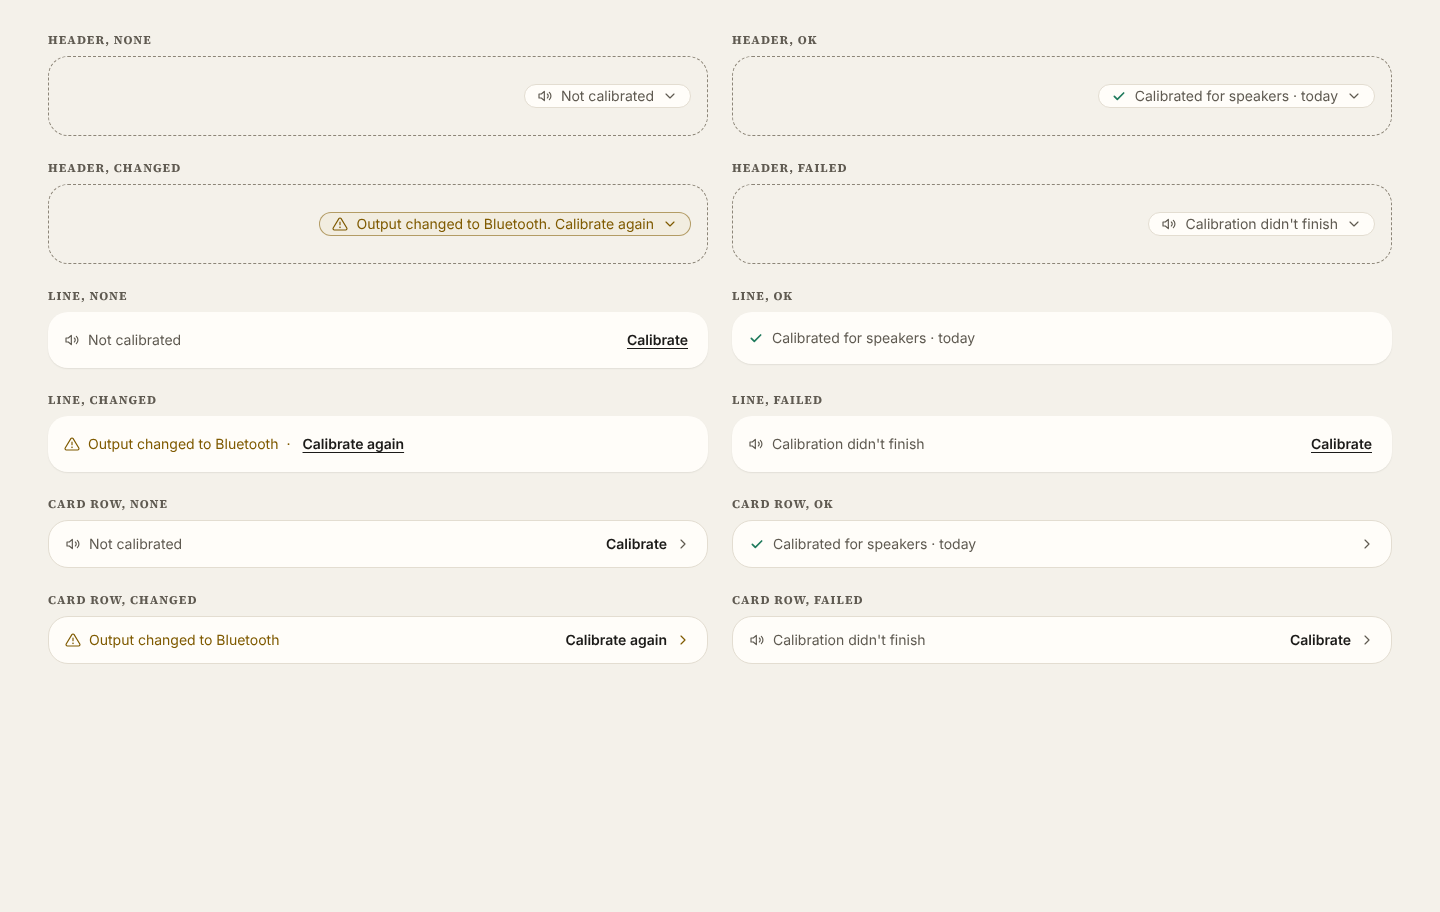 HEADER, NONE
Not calibrated
HEADER, OK
Calibrated for speakers · today
HEADER, CHANGED
Output changed to Bluetooth. Calibrate again
HEADER, FAILED
Calibration didn't finish
LINE, NONE
Not calibrated Calibrate
LINE, OK
Calibrated for speakers · today
LINE, CHANGED
Output changed to Bluetooth · Calibrate again
LINE, FAILED
Calibration didn't finish Calibrate
CARD ROW, NONE
Not calibrated Calibrate
CARD ROW, OK
Calibrated for speakers · today
CARD ROW, CHANGED
Output changed to Bluetooth Calibrate again
CARD ROW, FAILED
Calibration didn't finish Calibrate